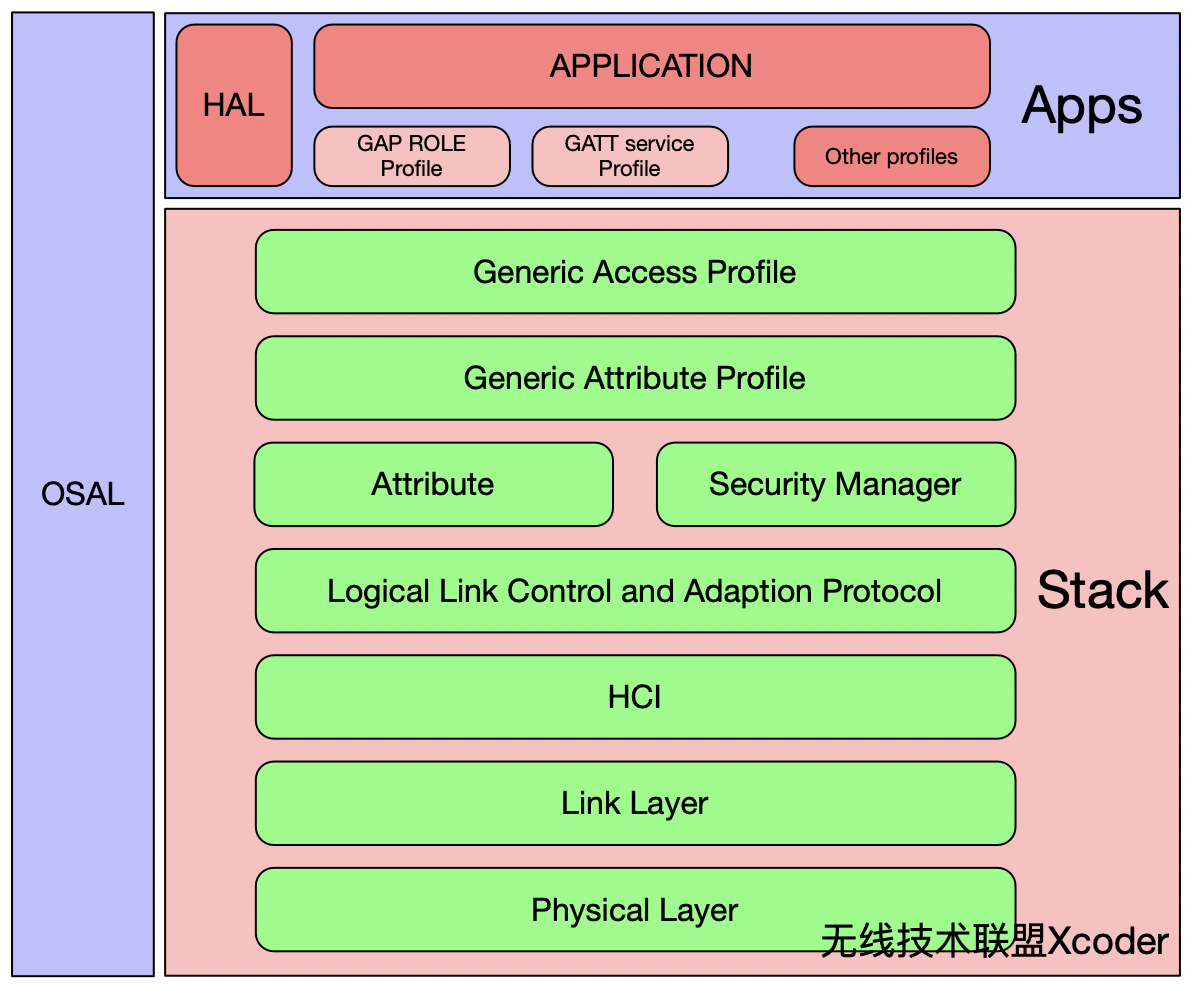 HAL
APPLICATION
Apps
GAP ROLE
Profile
GATT service
Profile
Other profiles
Generic Access Profile
Generic Attribute Profile
OSAL
Attribute
Security Manager
Logical Link Control and Adaption Protocol
Stack
HCI
Link Layer
Physical Layer
无线技术联盟Xcoder